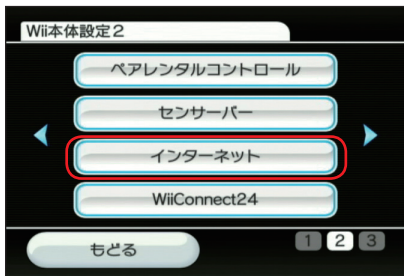 Wii本体設定2
ペアレンタルコントロール
センサーバー
インターネット
WiiConnect24
もどる
1 2 3